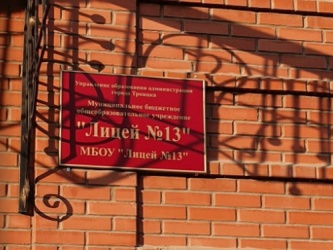 Управление образования администрации
города Троицка
Муниципальное бюджетное
общеобразовательное учреждение
"Лицей №13"
МБОУ "Лицей №13"